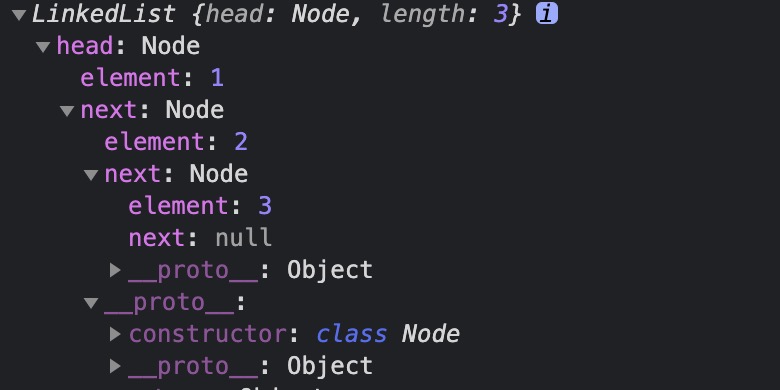 ▼LinkedList {head: Node, length: 3} i
▼head: Node
element: 1
▼next: Node
element: 2
▼next: Node
element: 3
next: null
▶__proto__: Object
▼__proto__:
▶constructor: class Node
▶__proto__: Object